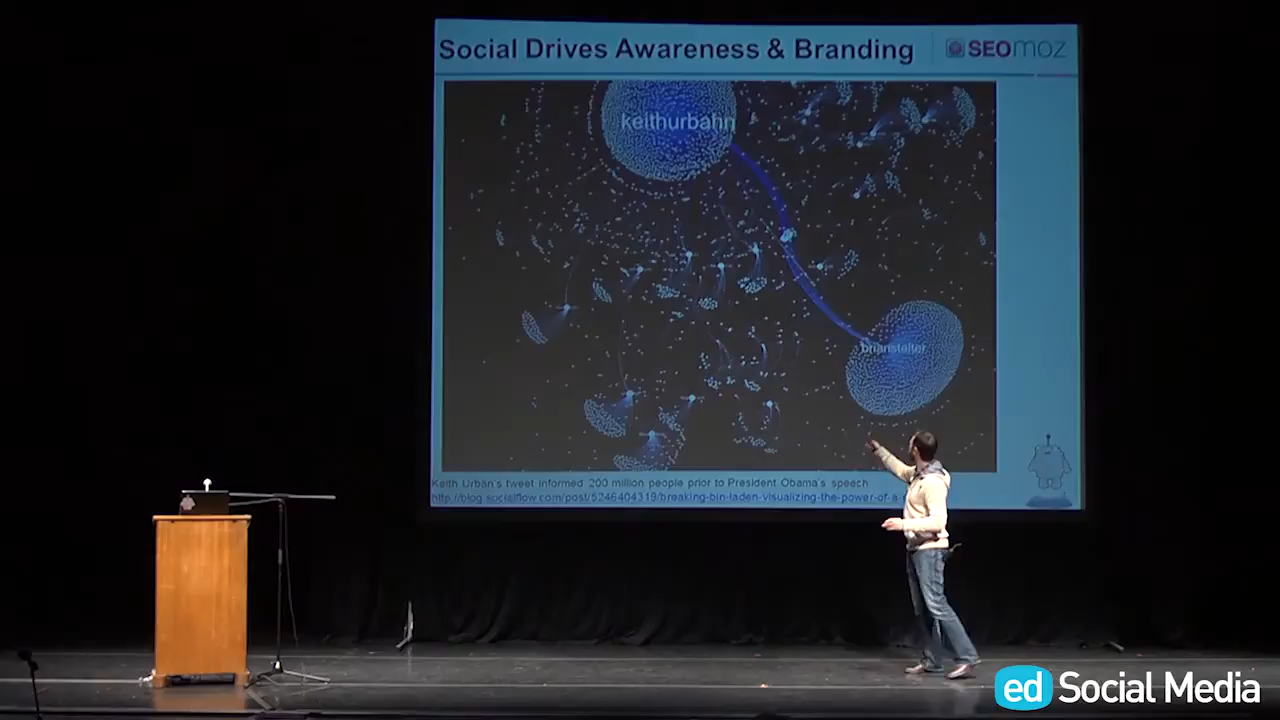 Social Drives Awareness & Branding
SEOmoz
keithurbahn
brianstelter
Keith Urban's tweet informed 200 million people prior to President Obama's speech
http://blog.socialflow.com/post/5246404319/breaking-bin-laden-visualizing-the-power-of-a
ed Social Media